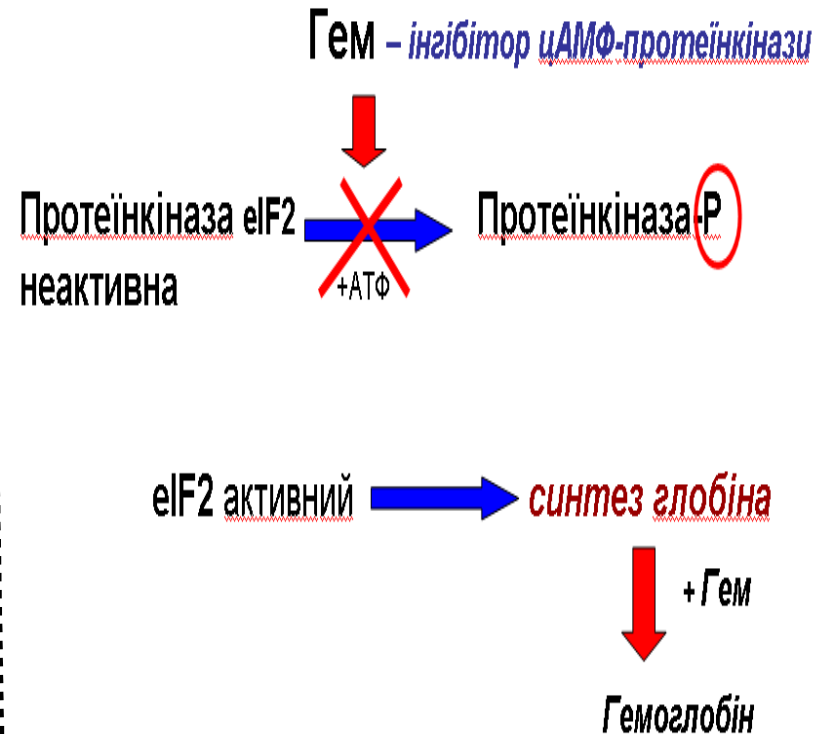 Гем – інгібітор цАМФ-протеїнкінази
Протеїнкіназа eIF2
неактивна
+АТФ
Протеїнкіназа-Р
eIF2 активний
синтез глобіна
+ Гем
Гемоглобін